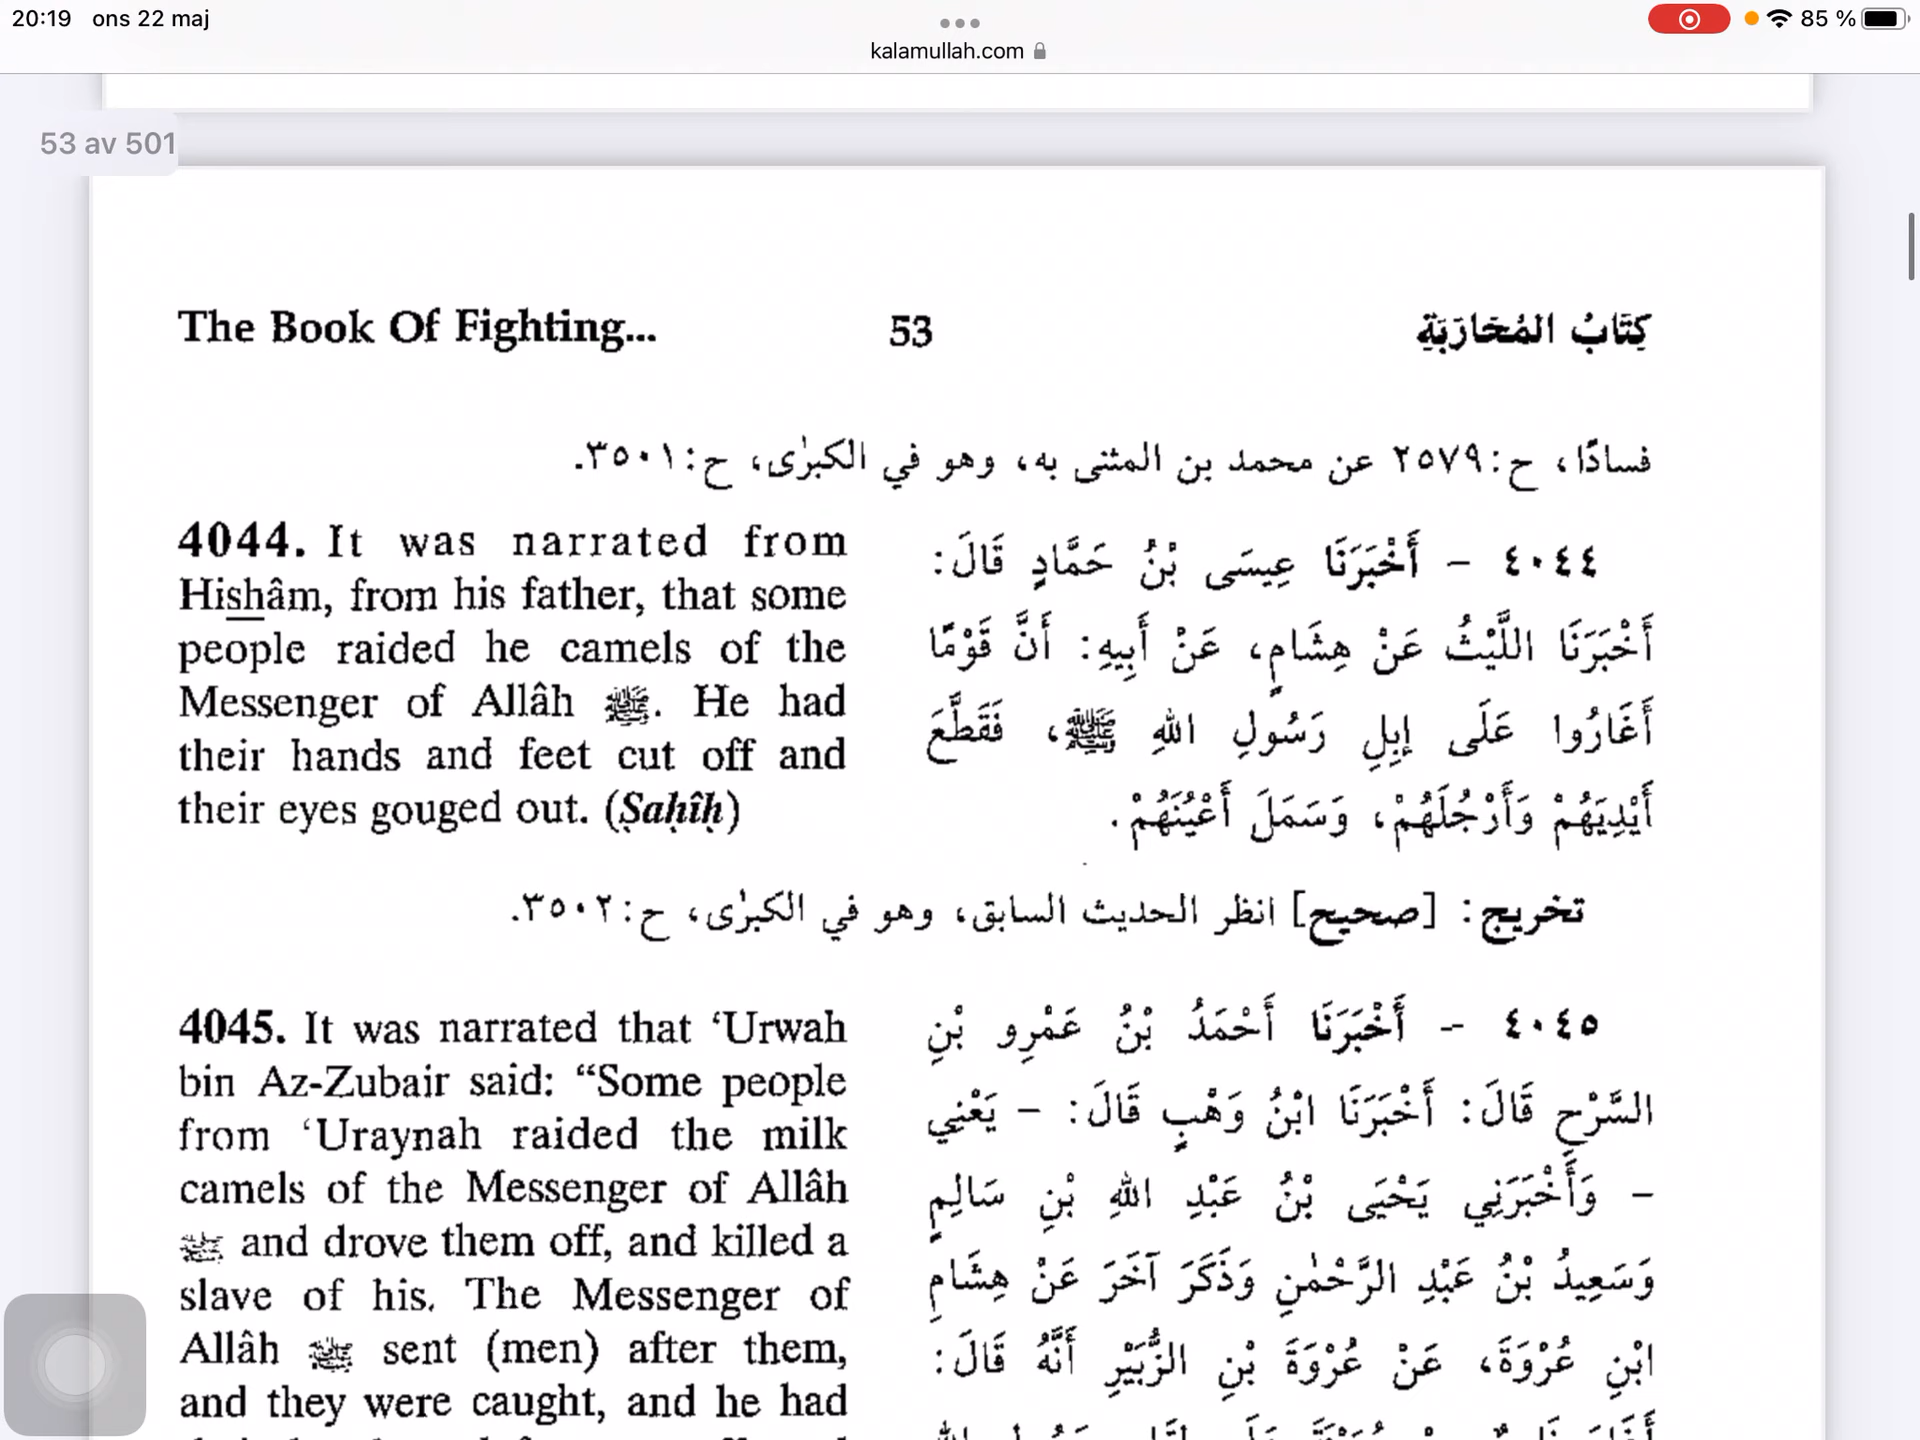 20:19 ons 22 maj
85 %
kalamullah.com
53 av 501
The Book Of Fighting... 53 كِتَابُ المُحَارَبَةِ
فسادًا، ح:٢٥٧٩ عن محمد بن المثنى به، وهو في الكبرٰى، ح:٣٥٠١.
4044. It was narrated from
Hishâm, from his father, that some
people raided he camels of the
Messenger of Allâh ﷺ. He had
their hands and feet cut off and
their eyes gouged out. (Ṣaḥîḥ)
٤٠٤٤ - أَخْبَرَنَا عِيسَى بْنُ حَمَّادٍ قَالَ:
أَخْبَرَنَا اللَّيْثُ عَنْ هِشَامٍ، عَنْ أَبِيهِ: أَنَّ قَوْمًا
أَغَارُوا عَلَى إِبِلِ رَسُولِ اللهِ ﷺ، فَقَطَّعَ
أَيْدِيَهُمْ وَأَرْجُلَهُمْ، وَسَمَلَ أَعْيُنَهُمْ.
تخريج: [صحيح] انظر الحديث السابق، وهو في الكبرٰى، ح:٣٥٠٢.
4045. It was narrated that ‘Urwah
bin Az-Zubair said: “Some people
from ‘Uraynah raided the milk
camels of the Messenger of Allâh
ﷺ and drove them off, and killed a
slave of his. The Messenger of
Allâh ﷺ sent (men) after them,
and they were caught, and he had
٤٠٤٥ - أَخْبَرَنَا أَحْمَدُ بْنُ عَمْرِو بْنِ
السَّرْحِ قَالَ: أَخْبَرَنَا ابْنُ وَهْبٍ قَالَ: - يَعْنِي
- وَأَخْبَرَنِي يَحْيَى بْنُ عَبْدِ اللهِ بْنِ سَالِمٍ
وَسَعِيدُ بْنُ عَبْدِ الرَّحْمٰنِ وَذَكَرَ آخَرَ عَنْ هِشَامِ
ابْنِ عُرْوَةَ، عَنْ عُرْوَةَ بْنِ الزُّبَيْرِ أَنَّهُ قَالَ: